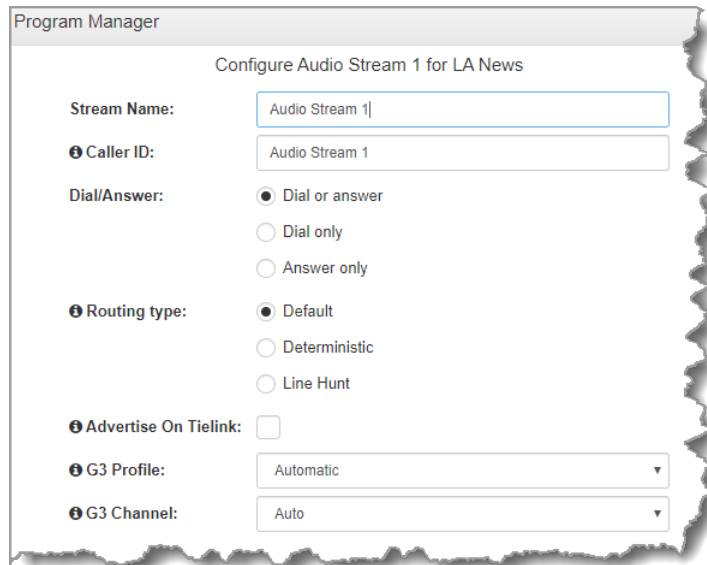 Program Manager
Configure Audio Stream 1 for LA News
Stream Name: Audio Stream 1
Caller ID: Audio Stream 1
Dial/Answer: Dial or answer
Dial only
Answer only
Routing type: Default
Deterministic
Line Hunt
Advertise On Tielink:
G3 Profile: Automatic
G3 Channel: Auto